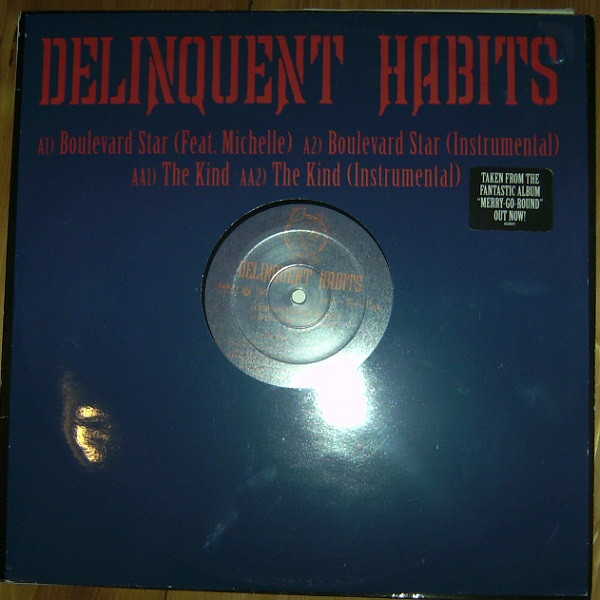 DELINQUENT HABITS
A1) Boulevard Star (Feat. Michelle) A2) Boulevard Star (Instrumental)
AA1) The Kind AA2) The Kind (Instrumental)
TAKEN FROM THE
FANTASTIC ALBUM
"MERRY-GO-ROUND"
OUT NOW!
DELINQUENT HABITS